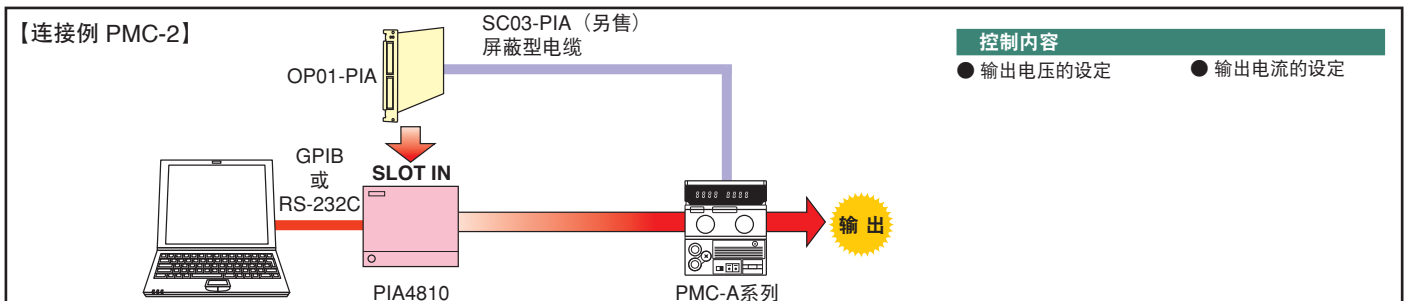 【连接例 PMC-2】
SC03-PIA（另售）
屏蔽型电缆
OP01-PIA
控制内容
● 输出电压的设定
● 输出电流的设定
GPIB
或
RS-232C
SLOT IN
8888 8888
输 出
PIA4810
PMC-A系列